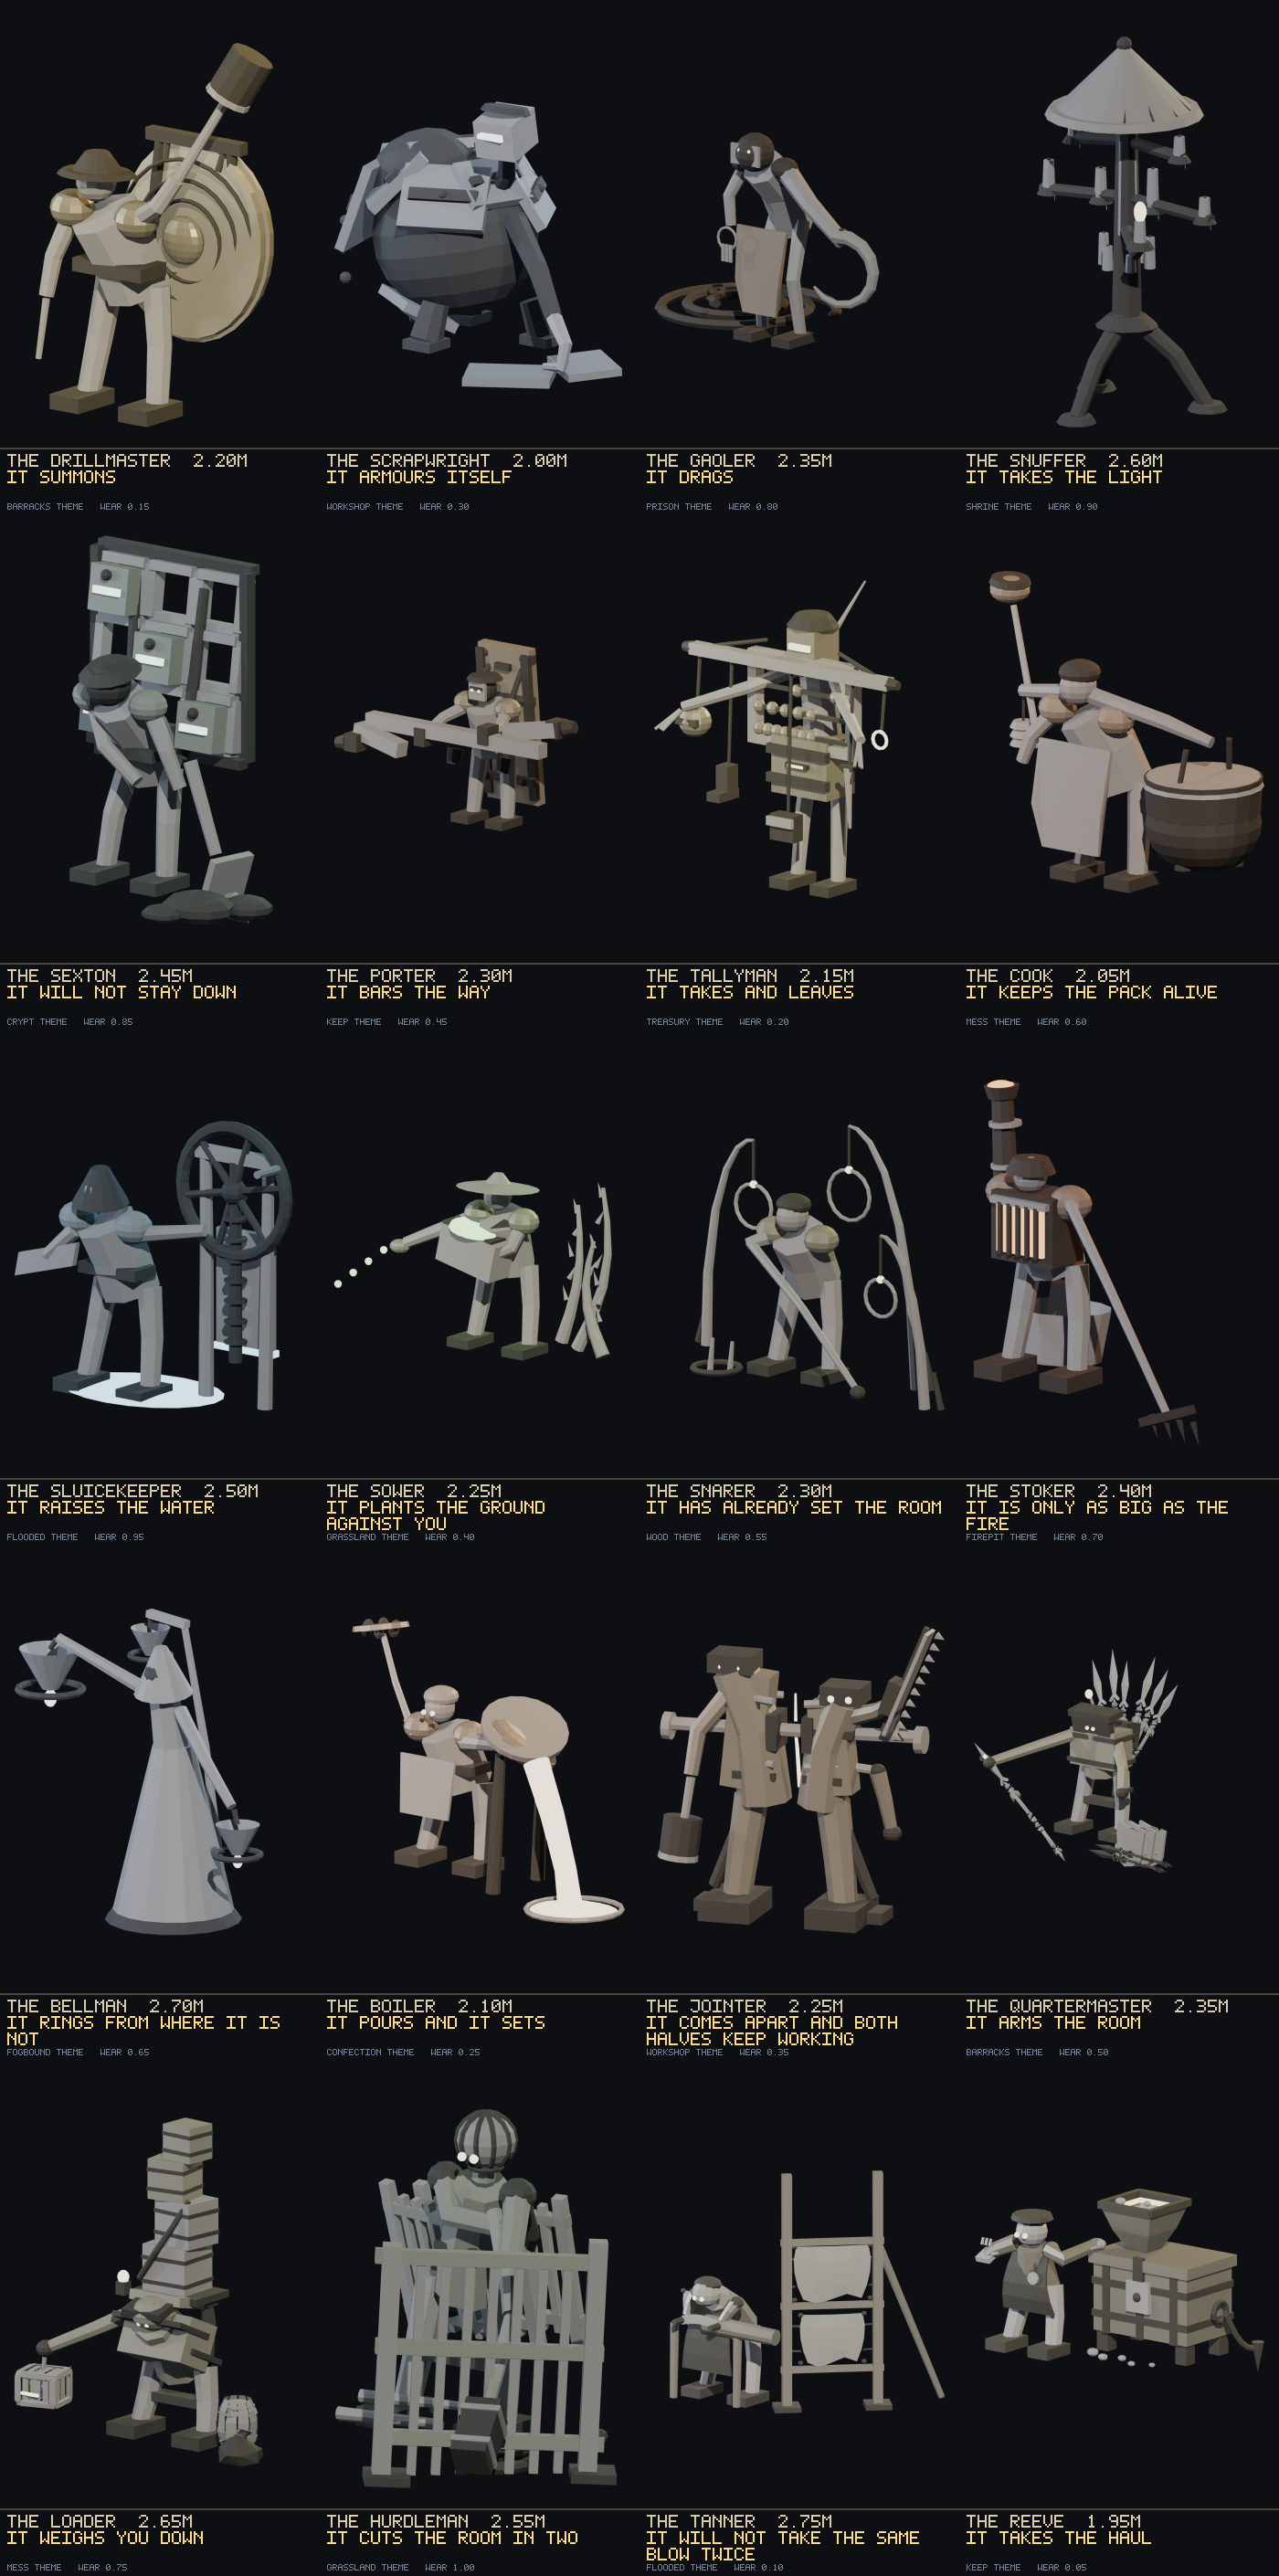 THE DRILLMASTER 2.20M
IT SUMMONS
BARRACKS THEME WEAR 0.15
THE SCRAPWRIGHT 2.00M
IT ARMOURS ITSELF
WORKSHOP THEME WEAR 0.30
THE GAOLER 2.35M
IT DRAGS
PRISON THEME WEAR 0.80
THE SNUFFER 2.60M
IT TAKES THE LIGHT
SHRINE THEME WEAR 0.90
THE SEXTON 2.45M
IT WILL NOT STAY DOWN
CRYPT THEME WEAR 0.85
THE PORTER 2.30M
IT BARS THE WAY
KEEP THEME WEAR 0.45
THE TALLYMAN 2.15M
IT TAKES AND LEAVES
TREASURY THEME WEAR 0.20
THE COOK 2.05M
IT KEEPS THE PACK ALIVE
MESS THEME WEAR 0.60
THE SLUICEKEEPER 2.50M
IT RAISES THE WATER
FLOODED THEME WEAR 0.95
THE SOWER 2.25M
IT PLANTS THE GROUND
AGAINST YOU
GRASSLAND THEME WEAR 0.40
THE SNARER 2.30M
IT HAS ALREADY SET THE ROOM
WOOD THEME WEAR 0.55
THE STOKER 2.40M
IT IS ONLY AS BIG AS THE
FIRE
FIREPIT THEME WEAR 0.70
THE BELLMAN 2.70M
IT RINGS FROM WHERE IT IS
NOT
FOGBOUND THEME WEAR 0.65
THE BOILER 2.10M
IT POURS AND IT SETS
CONFECTION THEME WEAR 0.25
THE JOINTER 2.25M
IT COMES APART AND BOTH
HALVES KEEP WORKING
WORKSHOP THEME WEAR 0.35
THE QUARTERMASTER 2.35M
IT ARMS THE ROOM
BARRACKS THEME WEAR 0.50
THE LOADER 2.65M
IT WEIGHS YOU DOWN
MESS THEME WEAR 0.75
THE HURDLEMAN 2.55M
IT CUTS THE ROOM IN TWO
GRASSLAND THEME WEAR 1.00
THE TANNER 2.75M
IT WILL NOT TAKE THE SAME
BLOW TWICE
FLOODED THEME WEAR 0.10
THE REEVE 1.95M
IT TAKES THE HAUL
KEEP THEME WEAR 0.05